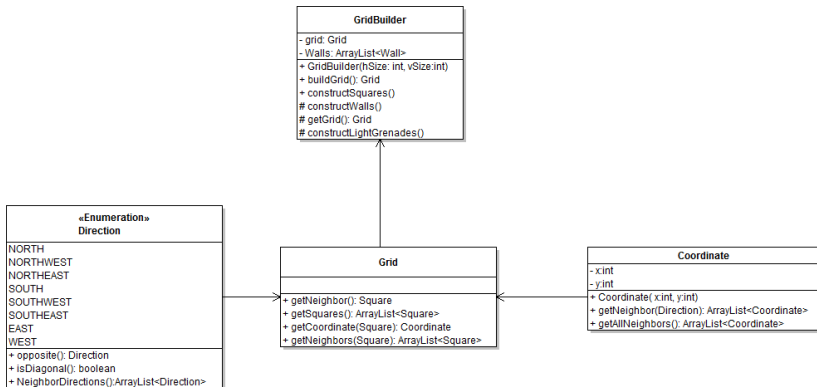 GridBuilder
- grid: Grid
- Walls: ArrayList<Wall>
+ GridBuilder(hSize: int, vSize:int)
+ buildGrid(): Grid
+ constructSquares()
# constructWalls()
# getGrid(): Grid
# constructLightGrenades()
«Enumeration»
Direction
NORTH
NORTHWEST
NORTHEAST
SOUTH
SOUTHWEST
SOUTHEAST
EAST
WEST
+ opposite(): Direction
+ isDiagonal(): boolean
+ NeighborDirections():ArrayList<Direction>
Grid
+ getNeighbor(): Square
+ getSquares(): ArrayList<Square>
+ getCoordinate(Square): Coordinate
+ getNeighbors(Square): ArrayList<Square>
Coordinate
- x:int
- y:int
+ Coordinate( x:int, y:int)
+ getNeighbor(Direction): ArrayList<Coordinate>
+ getAllNeighbors(): ArrayList<Coordinate>